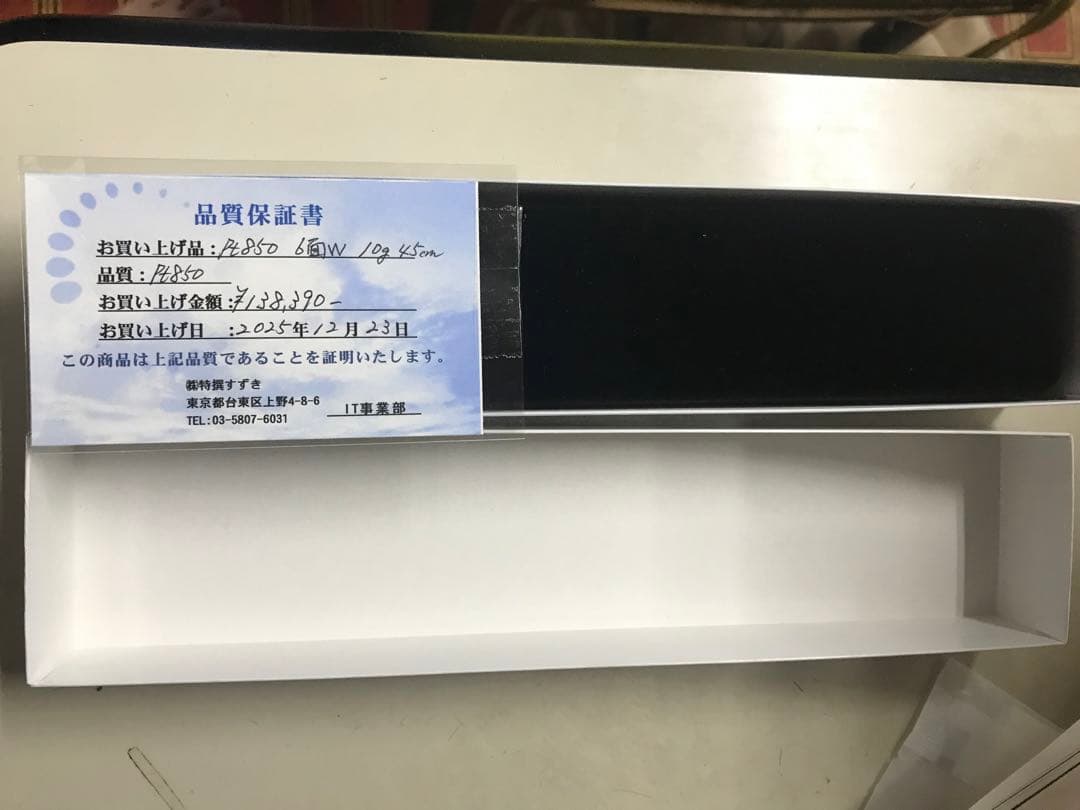 品質保証書
お買い上げ品:Pt850 6面W 10g 45cm
品質:Pt850
お買い上げ金額:¥138,390-
お買い上げ日 :2025年12月23日
この商品は上記品質であることを証明いたします。
㈱特撰すずき
東京都台東区上野4-8-6
TEL:03-5807-6031
IT事業部